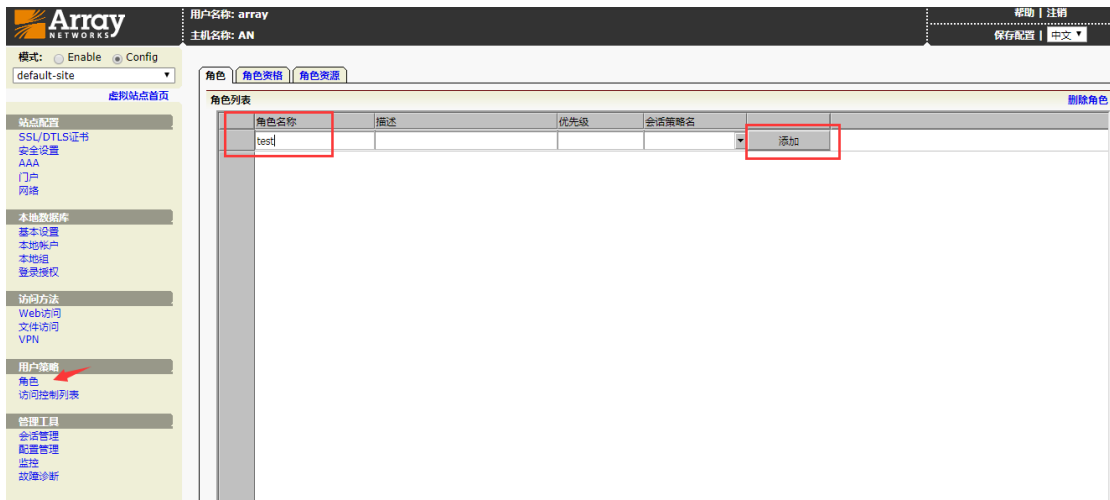 Array
NETWORKS
用户名称: array
主机名称: AN
帮助 | 注销
保存配置 | 中文
模式: Enable Config
default-site
虚拟站点首页
站点配置
SSL/DTLS证书
安全设置
AAA
门户
网络
本地数据库
基本设置
本地帐户
本地组
登录授权
访问方法
Web访问
文件访问
VPN
用户策略
角色
访问控制列表
管理工具
会话管理
配置管理
监控
故障诊断
角色 角色资格 角色资源
角色列表 删除角色
角色名称 描述 优先级 会话策略名
test 添加